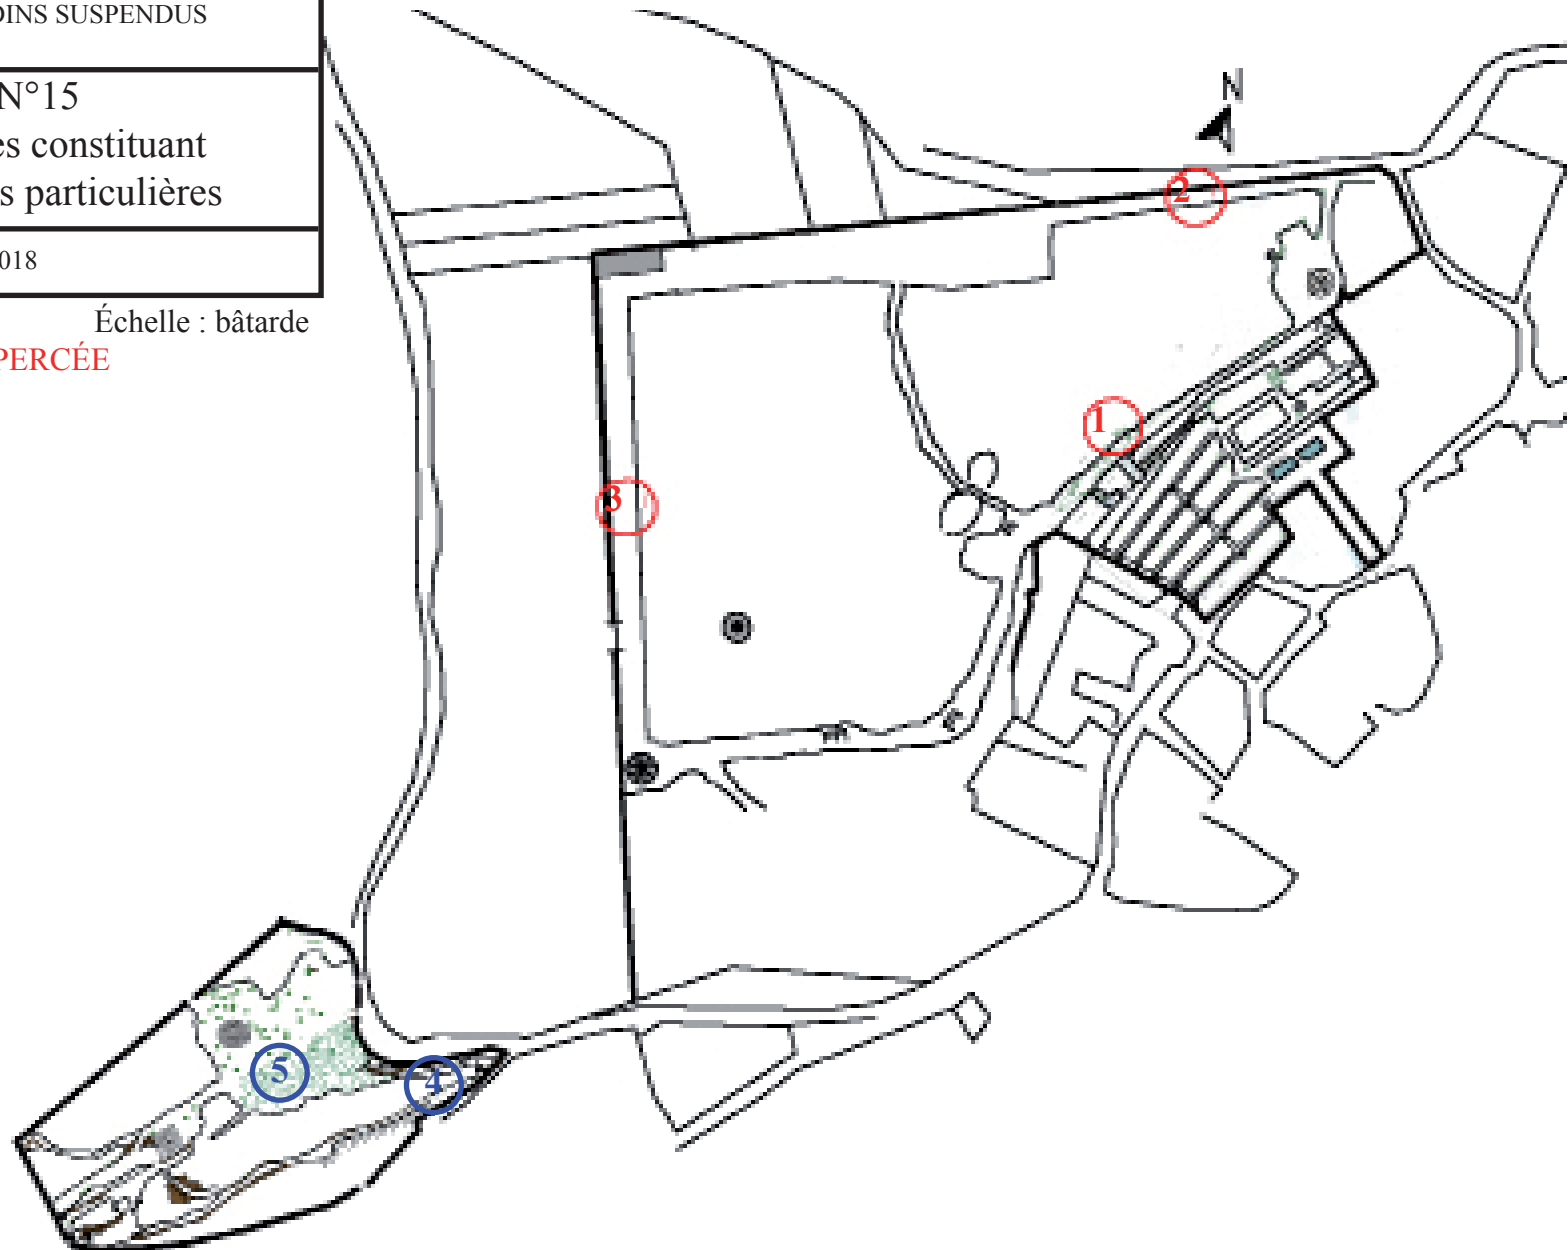 DINS SUSPENDUS
N°15
es constituant
s particulières
018
Échelle : bâtarde
PERCÉE
N
2
1
3
5
4